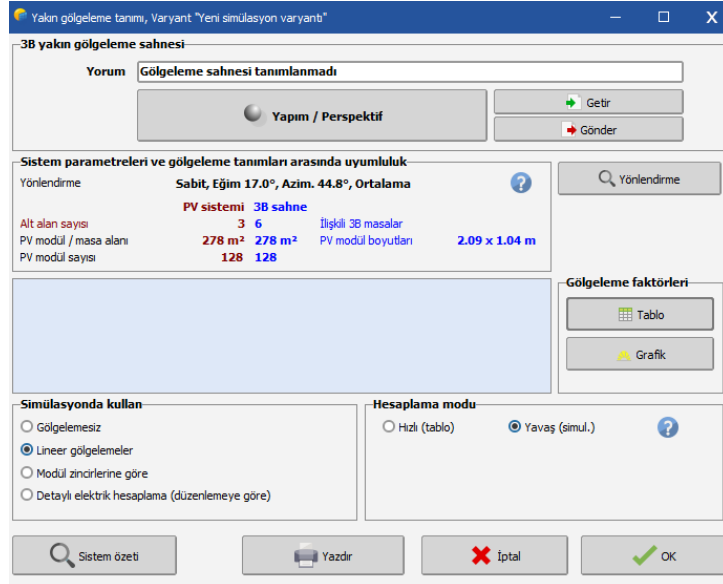 Yakın gölgeleme tanımı, Varyant "Yeni simülasyon varyantı"
3B yakın gölgeleme sahnesi
Yorum Gölgeleme sahnesi tanımlanmadı
Yapım / Perspektif
Getir
Gönder
Sistem parametreleri ve gölgeleme tanımları arasında uyumluluk
Yönlendirme Sabit, Eğim 17.0°, Azim. 44.8°, Ortalama
Yönlendirme
PV sistemi 3B sahne
Alt alan sayısı 3 6 İlişkili 3B masalar
PV modül / masa alanı 278 m² 278 m² PV modül boyutları 2.09 x 1.04 m
PV modül sayısı 128 128
Gölgeleme faktörleri
Tablo
Grafik
Simülasyonda kullan
Gölgelemesiz
Lineer gölgelemeler
Modül zincirlerine göre
Detaylı elektrik hesaplama (düzenlemeye göre)
Hesaplama modu
Hızlı (tablo) Yavaş (simul.)
Sistem özeti Yazdır İptal OK